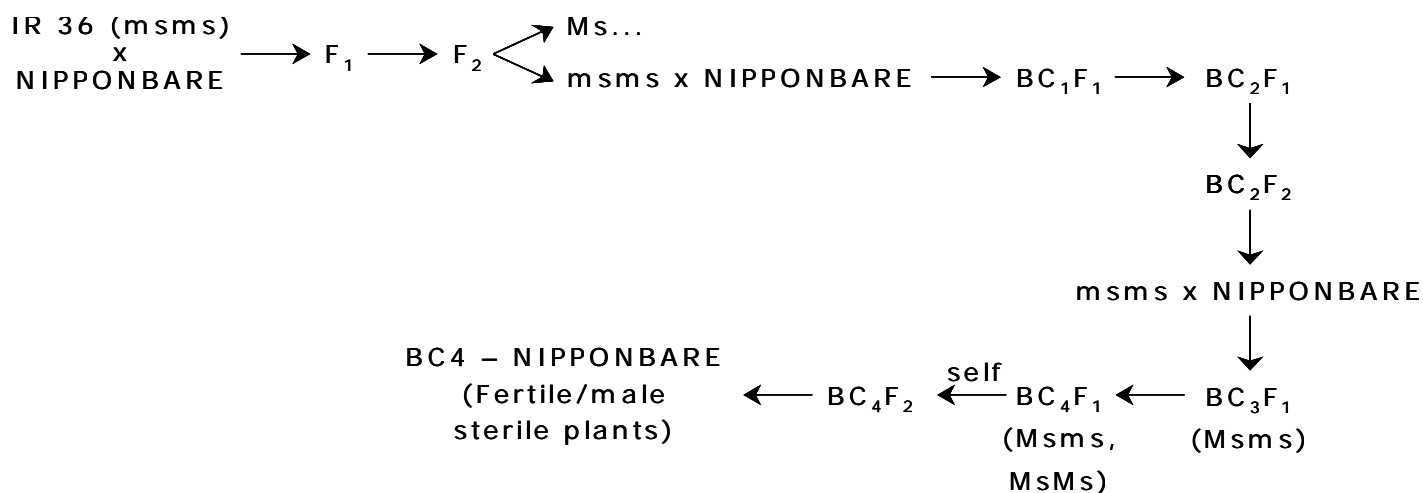 IR 36 (msms)
x
NIPPONBARE
F₁
F₂
Ms...
msms x NIPPONBARE
BC₁F₁
BC₂F₁
BC₂F₂
msms x NIPPONBARE
BC₃F₁
(Msms)
BC₄F₁
(Msms,
MsMs)
self
BC₄F₂
BC4 – NIPPONBARE
(Fertile/male
sterile plants)